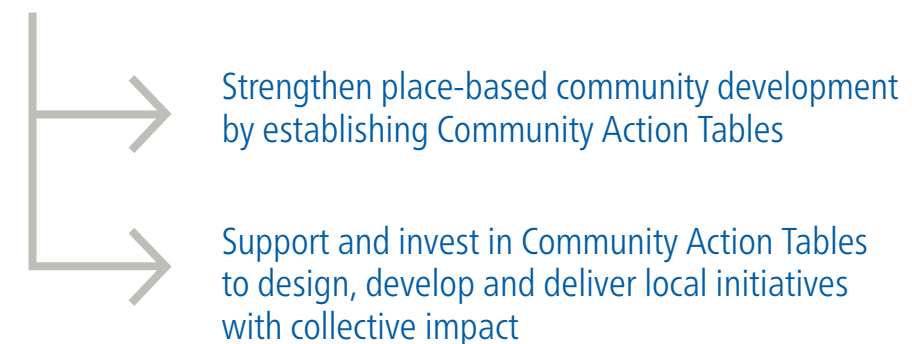 Strengthen place-based community development
by establishing Community Action Tables
Support and invest in Community Action Tables
to design, develop and deliver local initiatives
with collective impact